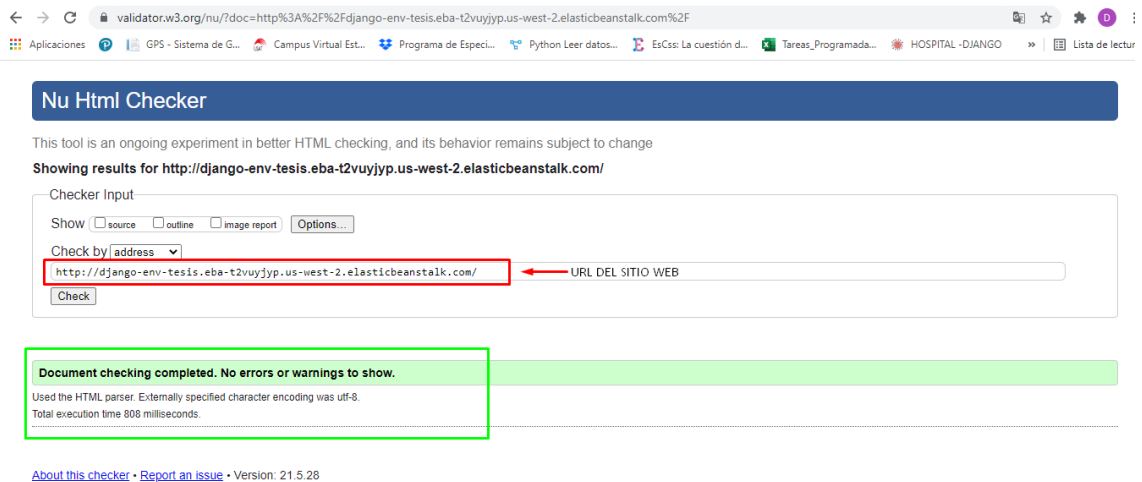 validator.w3.org/nu/?doc=http%3A%2F%2Fdjango-env-tesis.eba-t2vuyjyp.us-west-2.elasticbeanstalk.com%2F
D
Aplicaciones GPS - Sistema de G... Campus Virtual Est... Programa de Especi... Python Leer datos... EsCss: La cuestión d... Tareas_Programada... HOSPITAL -DJANGO » Lista de lectur
Nu Html Checker
This tool is an ongoing experiment in better HTML checking, and its behavior remains subject to change
Showing results for http://django-env-tesis.eba-t2vuyjyp.us-west-2.elasticbeanstalk.com/
Checker Input
Show source outline image report Options...
Check by address
http://django-env-tesis.eba-t2vuyjyp.us-west-2.elasticbeanstalk.com/ URL DEL SITIO WEB
Check
Document checking completed. No errors or warnings to show.
Used the HTML parser. Externally specified character encoding was utf-8.
Total execution time 808 milliseconds.
About this checker • Report an issue • Version: 21.5.28